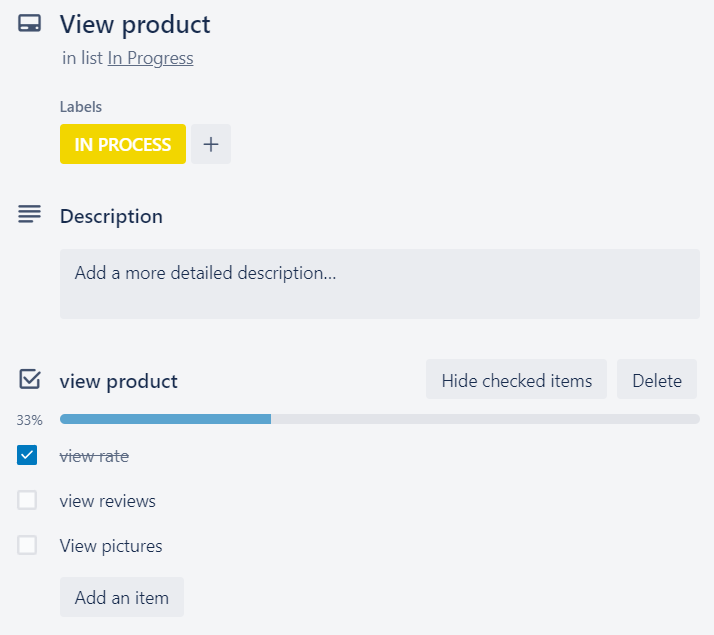 View product
in list In Progress
Labels
IN PROCESS +
Description
Add a more detailed description...
view product Hide checked items Delete
33%
view rate
view reviews
View pictures
Add an item